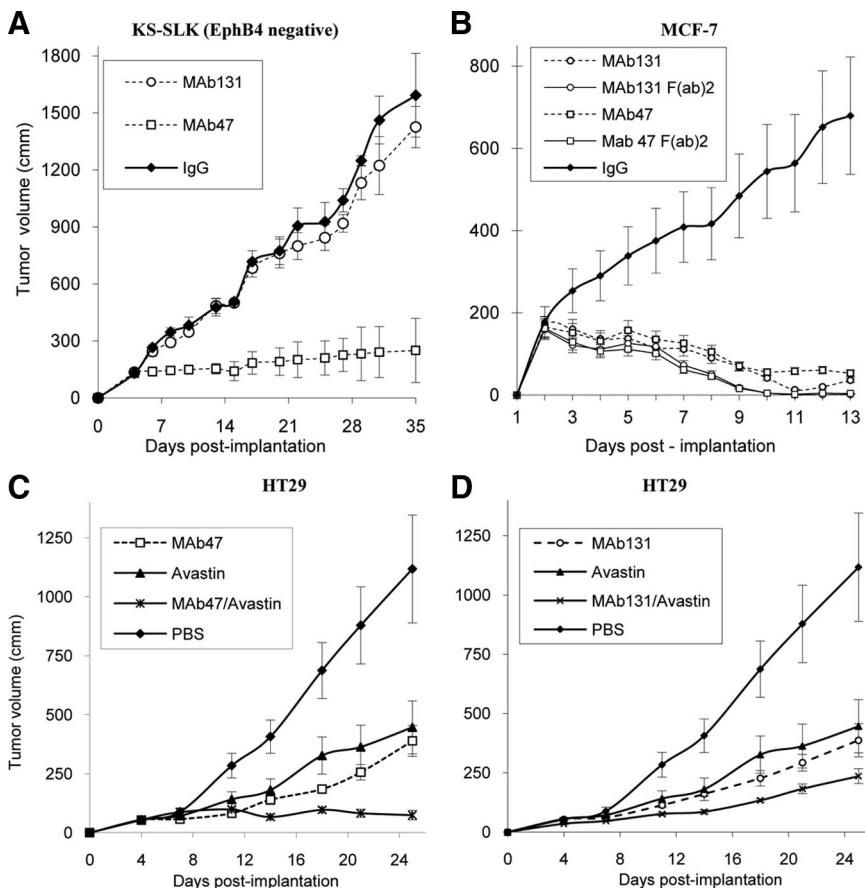 A
KS-SLK (EphB4 negative)
Tumor volume (cmm)
1800
1500
1200
900
600
300
0
MAb131
MAb47
IgG
0 7 14 21 28 35
Days post-implantation
B
MCF-7
800
600
400
200
0
MAb131
MAb131 F(ab)2
MAb47
Mab 47 F(ab)2
IgG
1 3 5 7 9 11 13
Days post - implantation
C
HT29
Tumor volume (cmm)
1250
1000
750
500
250
0
MAb47
Avastin
MAb47/Avastin
PBS
0 4 8 12 16 20 24
Days post-implantation
D
HT29
1250
1000
750
500
250
0
MAb131
Avastin
MAb131/Avastin
PBS
0 4 8 12 16 20 24
Days post-implantation